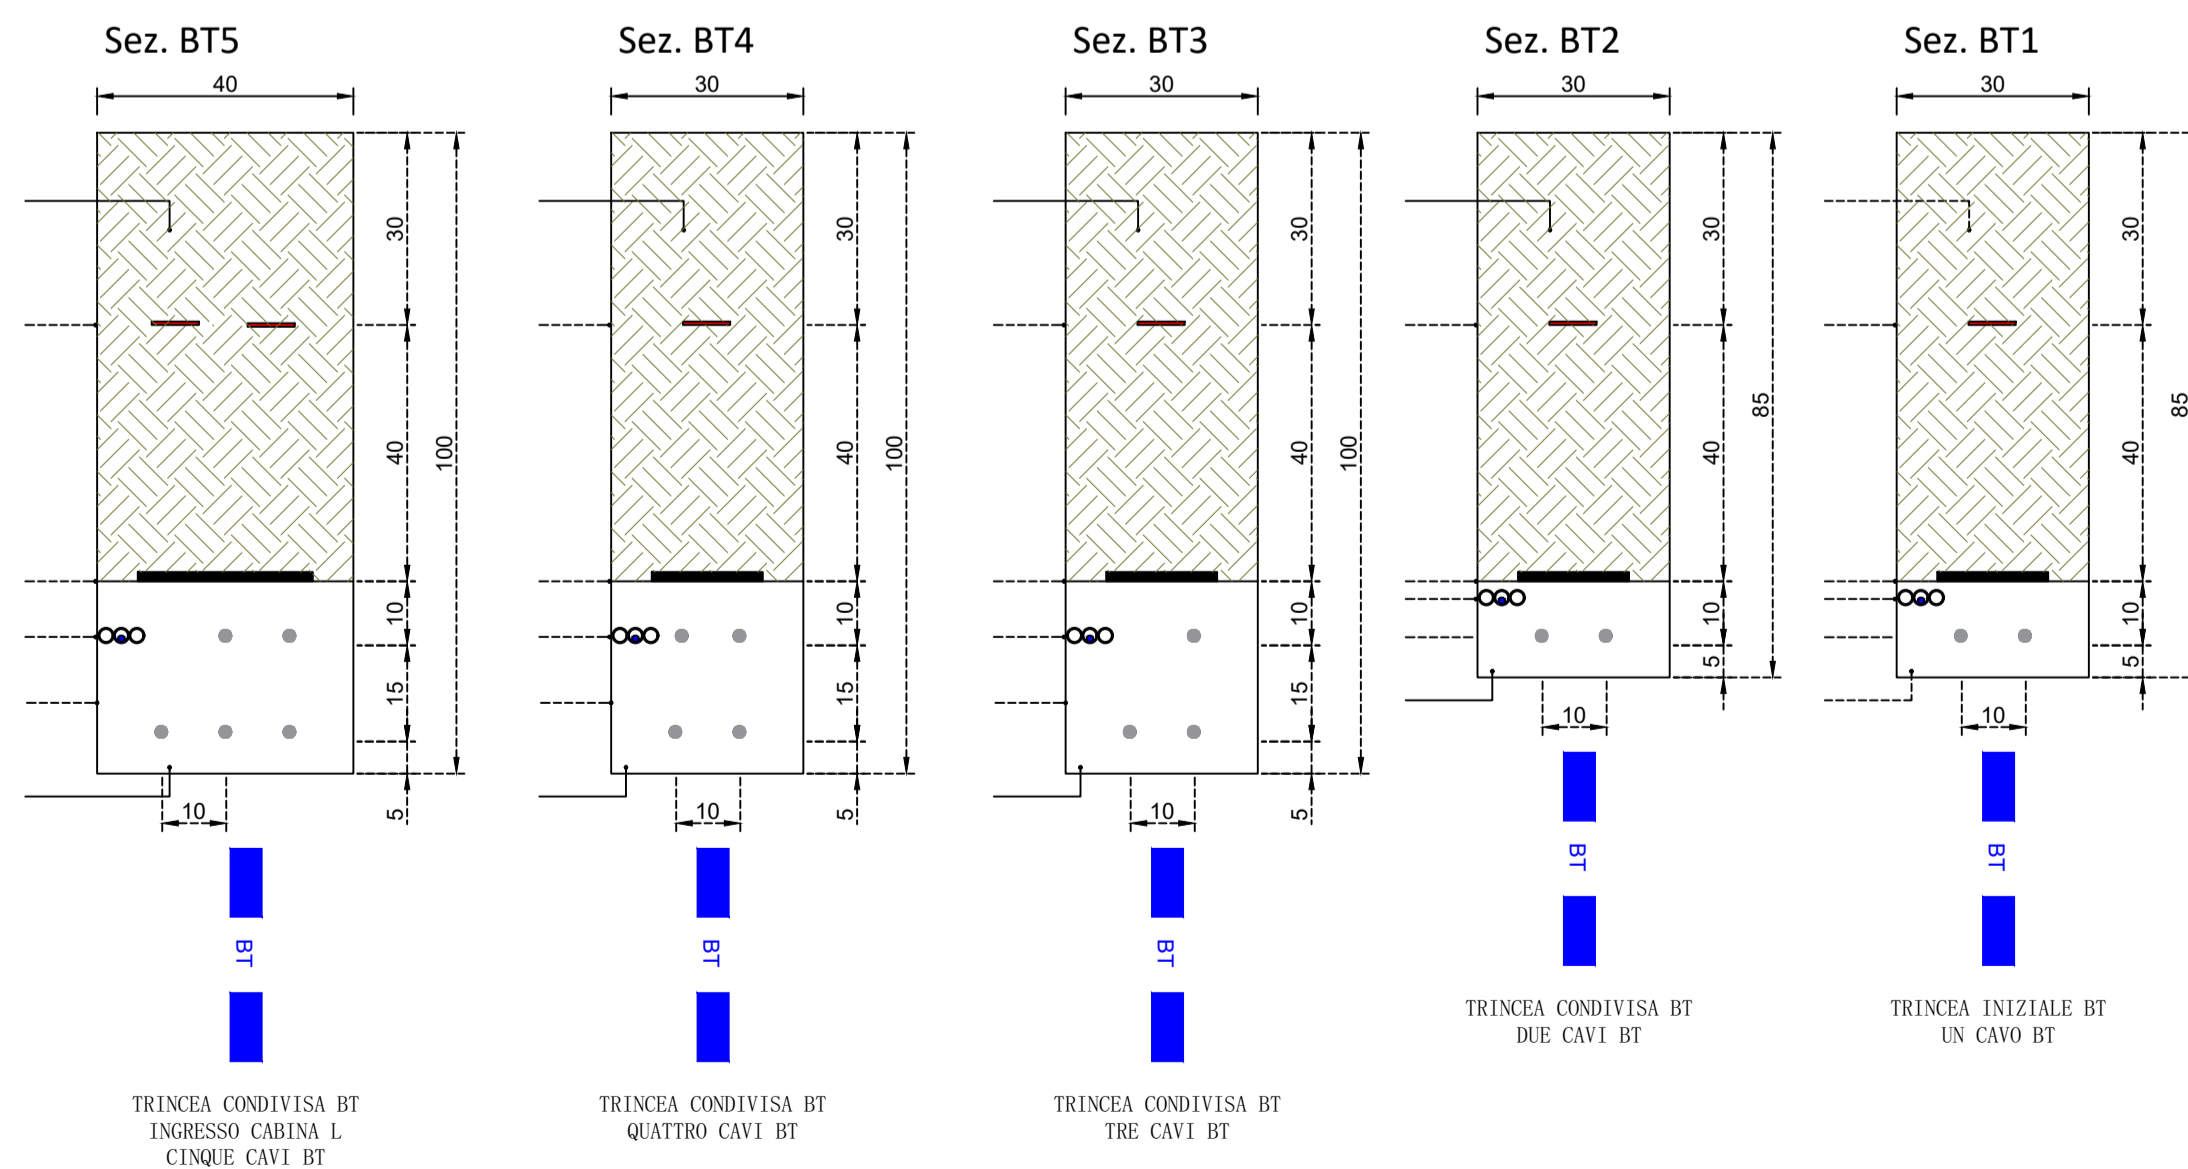 Sez. BT5
Sez. BT4
Sez. BT3
Sez. BT2
Sez. BT1
40
30
30
30
30
30
40
100
10
15
5
10
30
40
100
10
15
5
10
30
40
100
10
15
5
10
30
40
85
10
5
10
30
40
85
10
5
10
BT
BT
BT
BT
BT
TRINCEA CONDIVISA BT
INGRESSO CABINA L
CINQUE CAVI BT
TRINCEA CONDIVISA BT
QUATTRO CAVI BT
TRINCEA CONDIVISA BT
TRE CAVI BT
TRINCEA CONDIVISA BT
DUE CAVI BT
TRINCEA INIZIALE BT
UN CAVO BT